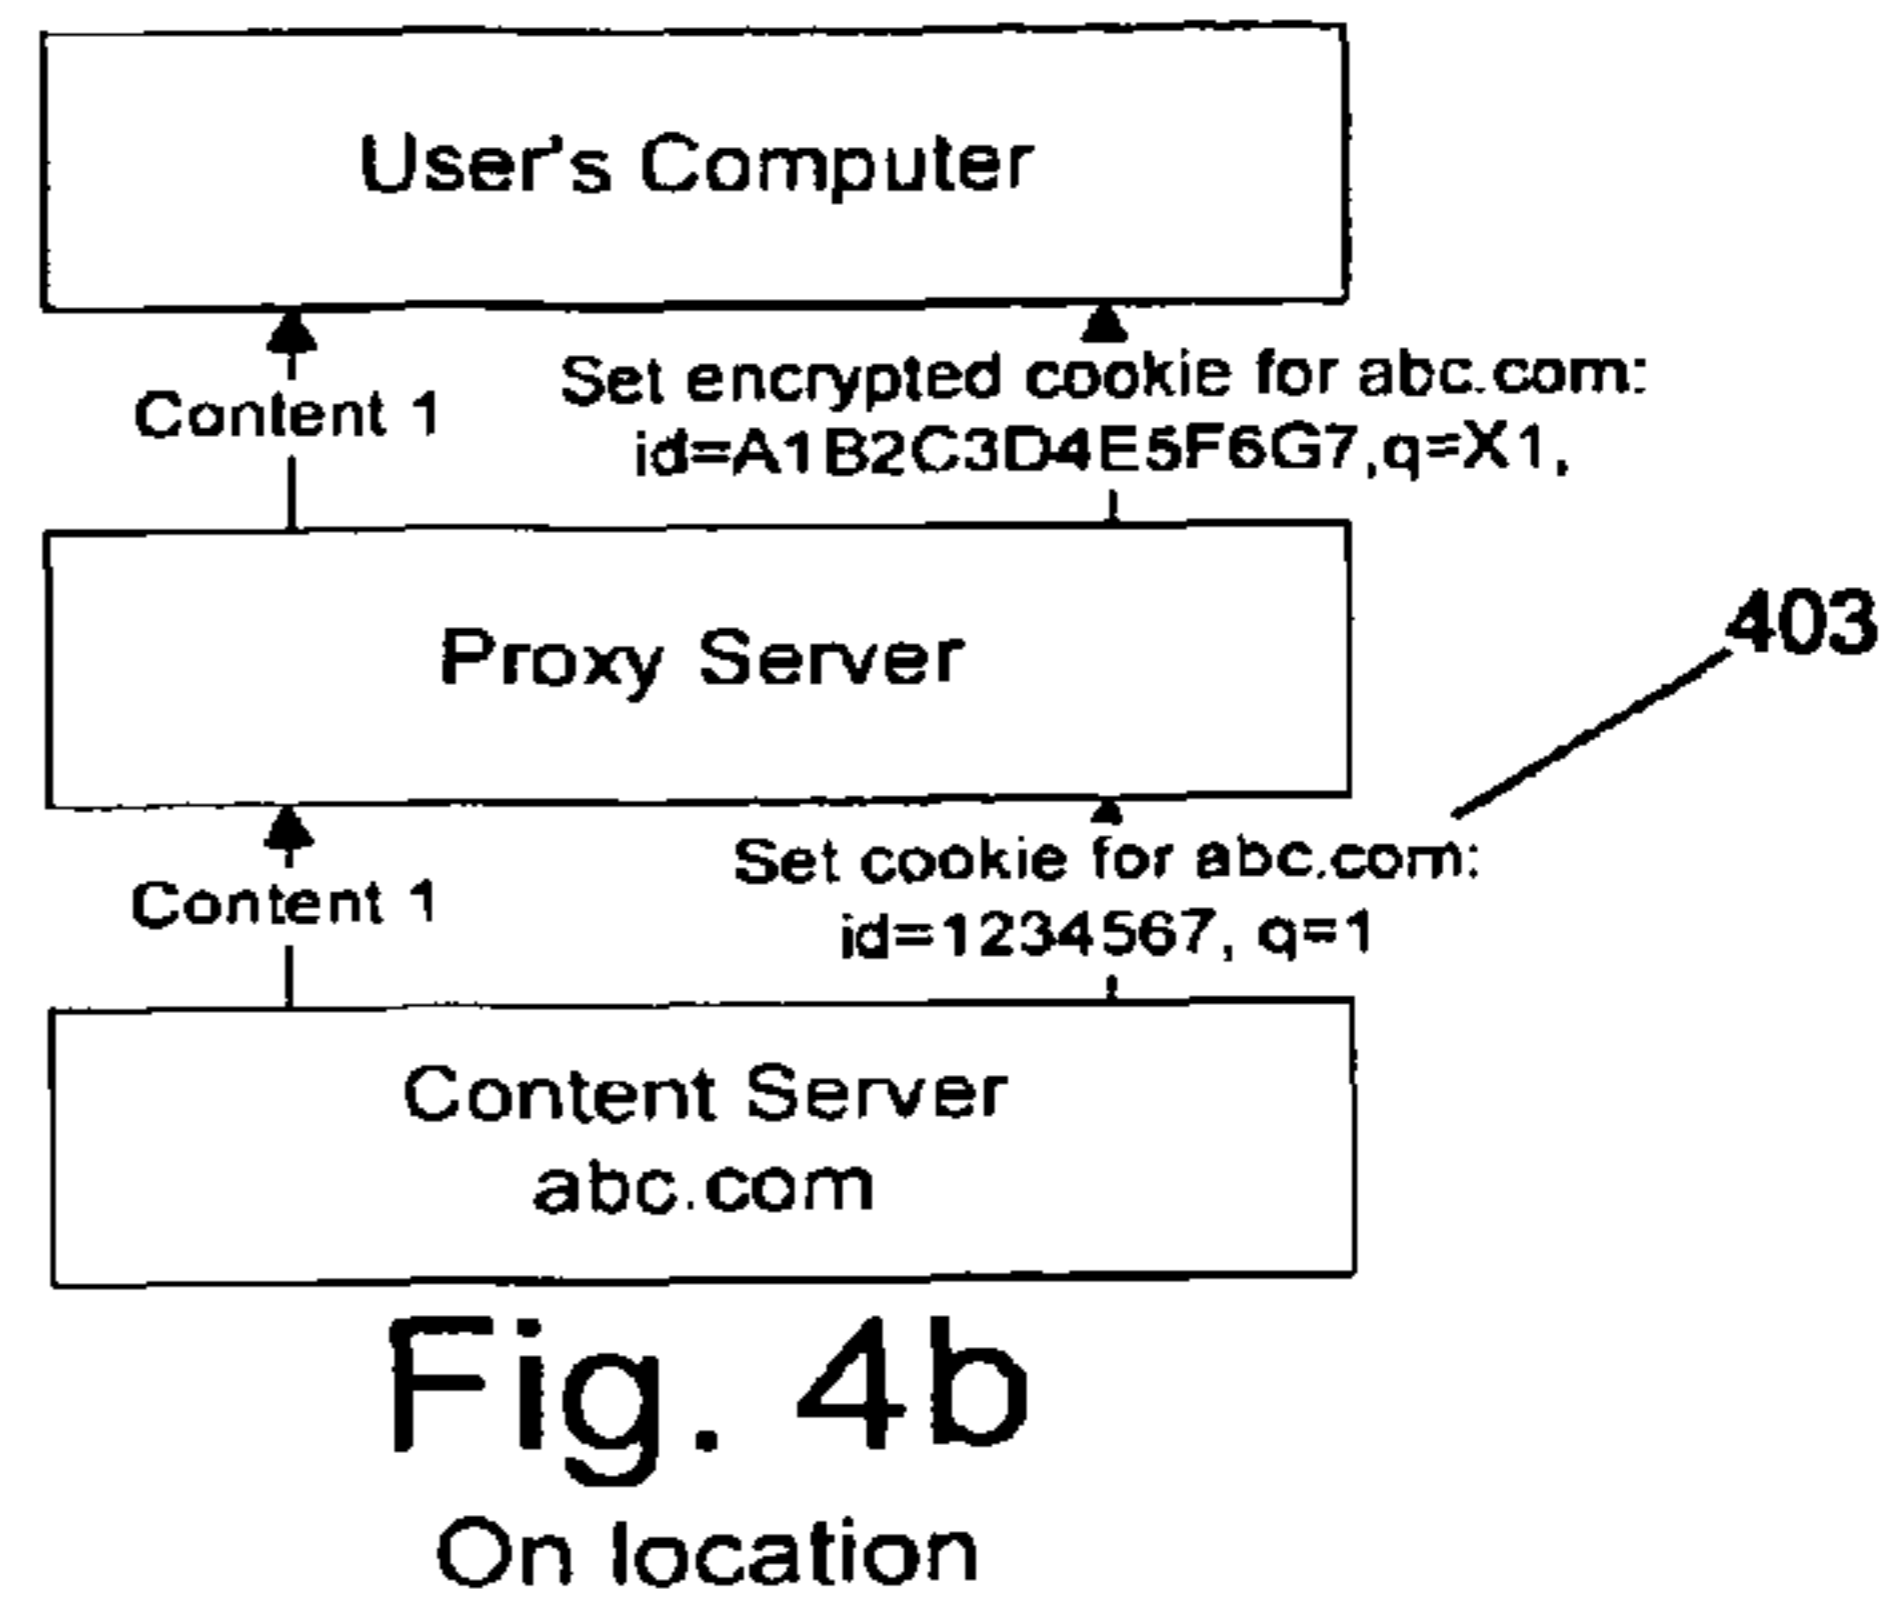 User's Computer
Content 1
Set encrypted cookie for abc.com:
id=A1B2C3D4E5F6G7,q=X1,
Proxy Server
403
Content 1
Set cookie for abc.com:
id=1234567, q=1
Content Server
abc.com
Fig. 4b
On location